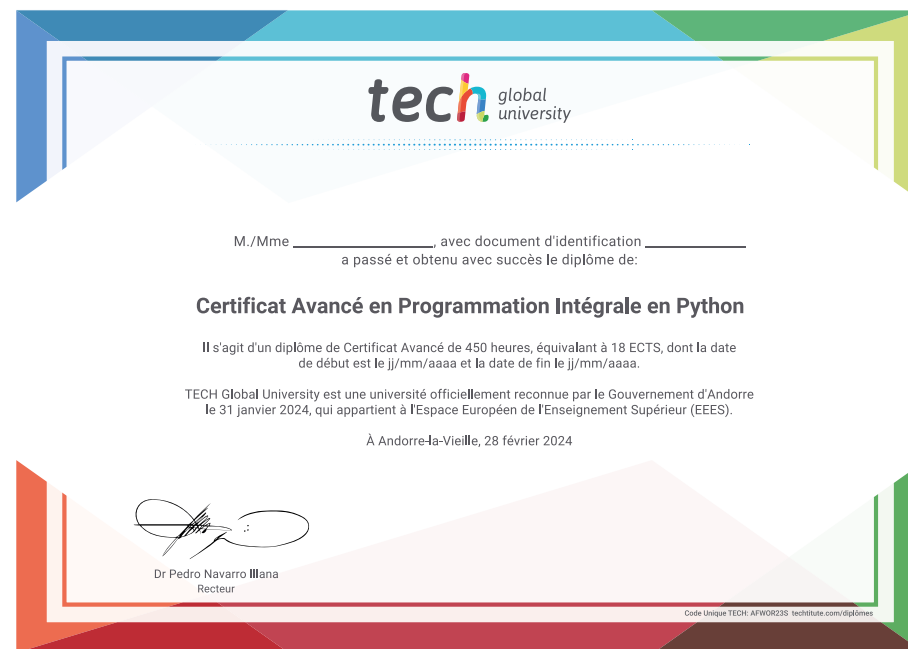 tech global university
M./Mme ______________, avec document d'identification __________
a passé et obtenu avec succès le diplôme de:
Certificat Avancé en Programmation Intégrale en Python
Il s'agit d'un diplôme de Certificat Avancé de 450 heures, équivalant à 18 ECTS, dont la date
de début est le jj/mm/aaaa et la date de fin le jj/mm/aaaa.
TECH Global University est une université officiellement reconnue par le Gouvernement d'Andorre
le 31 janvier 2024, qui appartient à l'Espace Européen de l'Enseignement Supérieur (EEES).
À Andorre-la-Vieille, 28 février 2024
Dr Pedro Navarro Illana
Recteur
Code Unique TECH: AFWOR23S techtitute.com/diplômes